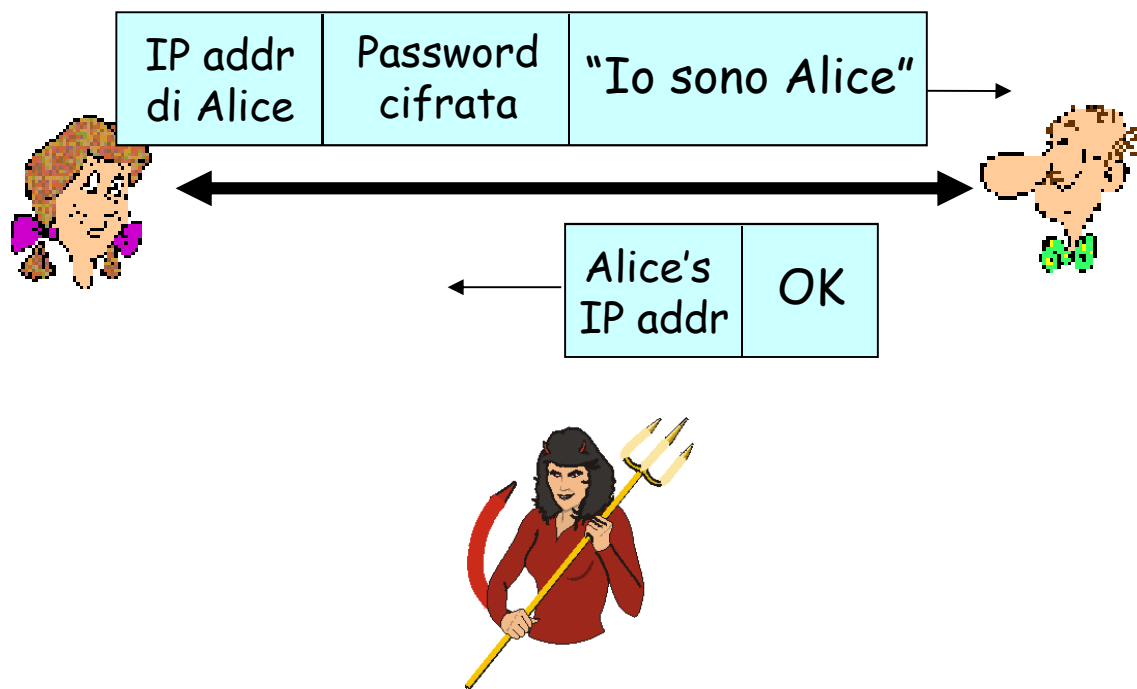 IP addr
di Alice
Password
cifrata
“Io sono Alice”
Alice’s
IP addr
OK